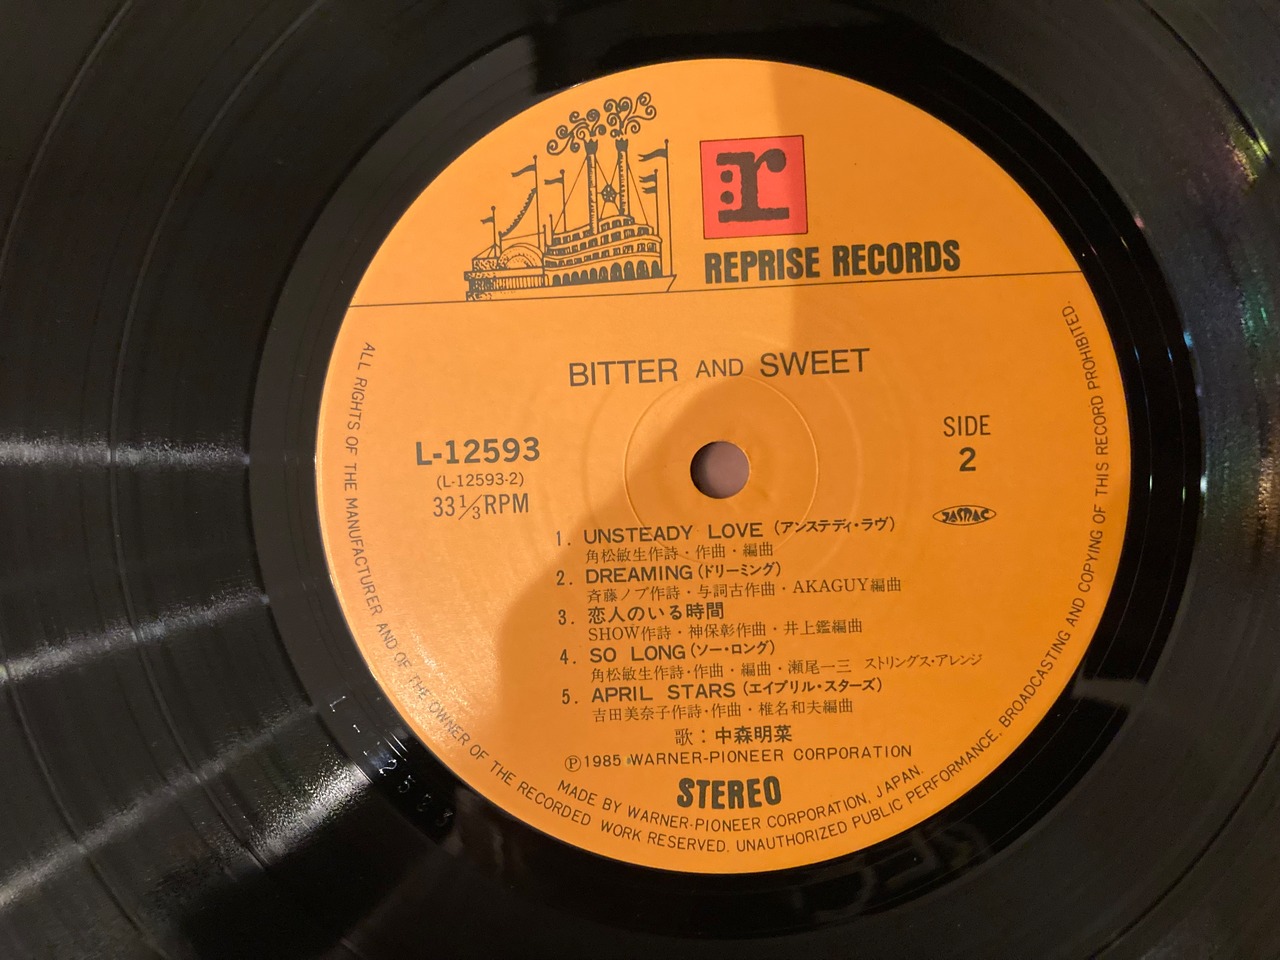 r
REPRISE RECORDS
BITTER AND SWEET
L-12593
(L-12593-2)
33 1/3 RPM
SIDE
2
JASRAC
1. UNSTEADY LOVE (アンステディ・ラヴ)
角松敏生作詩・作曲・編曲
2. DREAMING (ドリーミング)
斉藤ノブ作詩・与詞古作曲・AKAGUY編曲
3. 恋人のいる時間
SHOW作詩・神保彰作曲・井上鑑編曲
4. SO LONG (ソー・ロング)
角松敏生作詩・作曲・編曲・瀬尾一三 ストリングス・アレンジ
5. APRIL STARS (エイプリル・スターズ)
吉田美奈子作詩・作曲・椎名和夫編曲
歌：中森明菜
Ⓟ1985 WARNER-PIONEER CORPORATION
STEREO
MADE BY WARNER-PIONEER CORPORATION, JAPAN.
ALL RIGHTS OF THE MANUFACTURER AND OF THE OWNER OF THE RECORDED WORK RESERVED. UNAUTHORIZED PUBLIC PERFORMANCE, BROADCASTING AND COPYING OF THIS RECORD PROHIBITED.